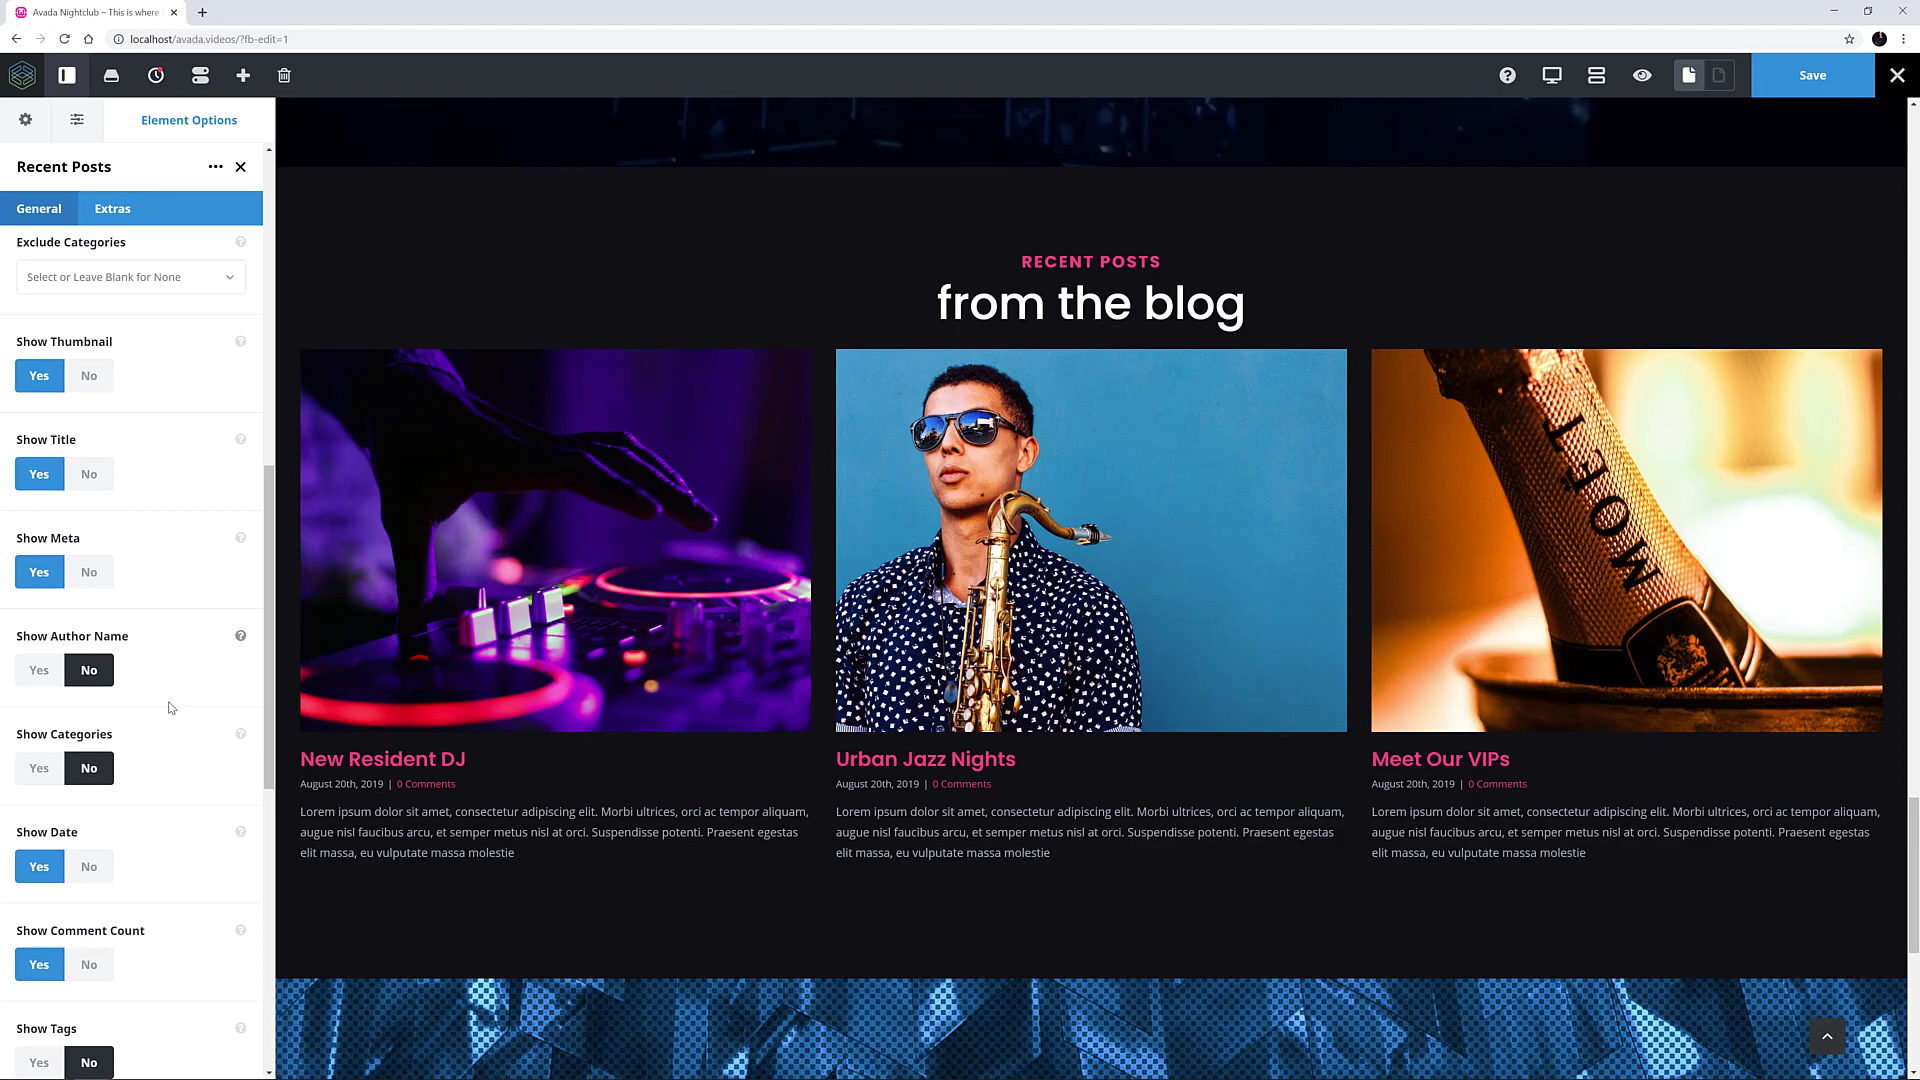 Avada Nightclub – This is where
localhost/avada.videos/?fb-edit=1
Save
Element Options
Recent Posts
General Extras
Exclude Categories
Select or Leave Blank for None
Show Thumbnail
Yes No
Show Title
Yes No
Show Meta
Yes No
Show Author Name
Yes No
Show Categories
Yes No
Show Date
Yes No
Show Comment Count
Yes No
Show Tags
Yes No
RECENT POSTS
from the blog
MOËT
New Resident DJ
August 20th, 2019 | 0 Comments
Lorem ipsum dolor sit amet, consectetur adipiscing elit. Morbi ultrices, orci ac tempor aliquam,
augue nisl faucibus arcu, et semper metus nisl at orci. Suspendisse potenti. Praesent egestas
elit massa, eu vulputate massa molestie
Urban Jazz Nights
August 20th, 2019 | 0 Comments
Lorem ipsum dolor sit amet, consectetur adipiscing elit. Morbi ultrices, orci ac tempor aliquam,
augue nisl faucibus arcu, et semper metus nisl at orci. Suspendisse potenti. Praesent egestas
elit massa, eu vulputate massa molestie
Meet Our VIPs
August 20th, 2019 | 0 Comments
Lorem ipsum dolor sit amet, consectetur adipiscing elit. Morbi ultrices, orci ac tempor aliquam,
augue nisl faucibus arcu, et semper metus nisl at orci. Suspendisse potenti. Praesent egestas
elit massa, eu vulputate massa molestie